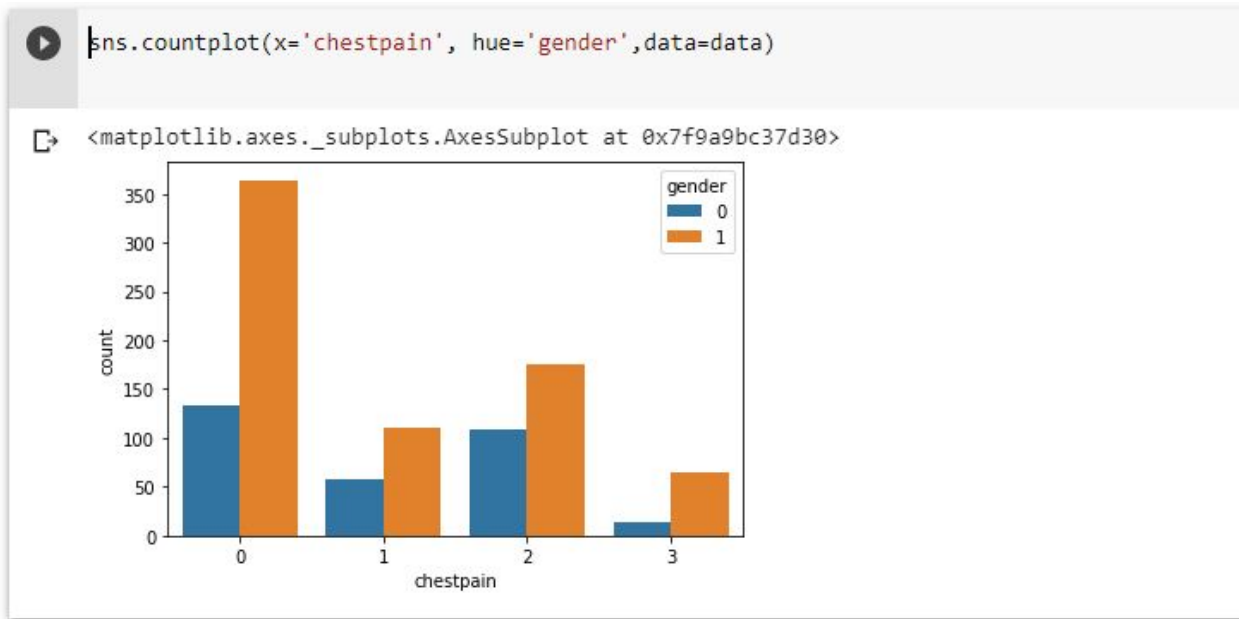 sns.countplot(x='chestpain', hue='gender',data=data)
<matplotlib.axes._subplots.AxesSubplot at 0x7f9a9bc37d30>
gender
0
1
350
300
250
200
150
100
50
0
count
0 1 2 3
chestpain